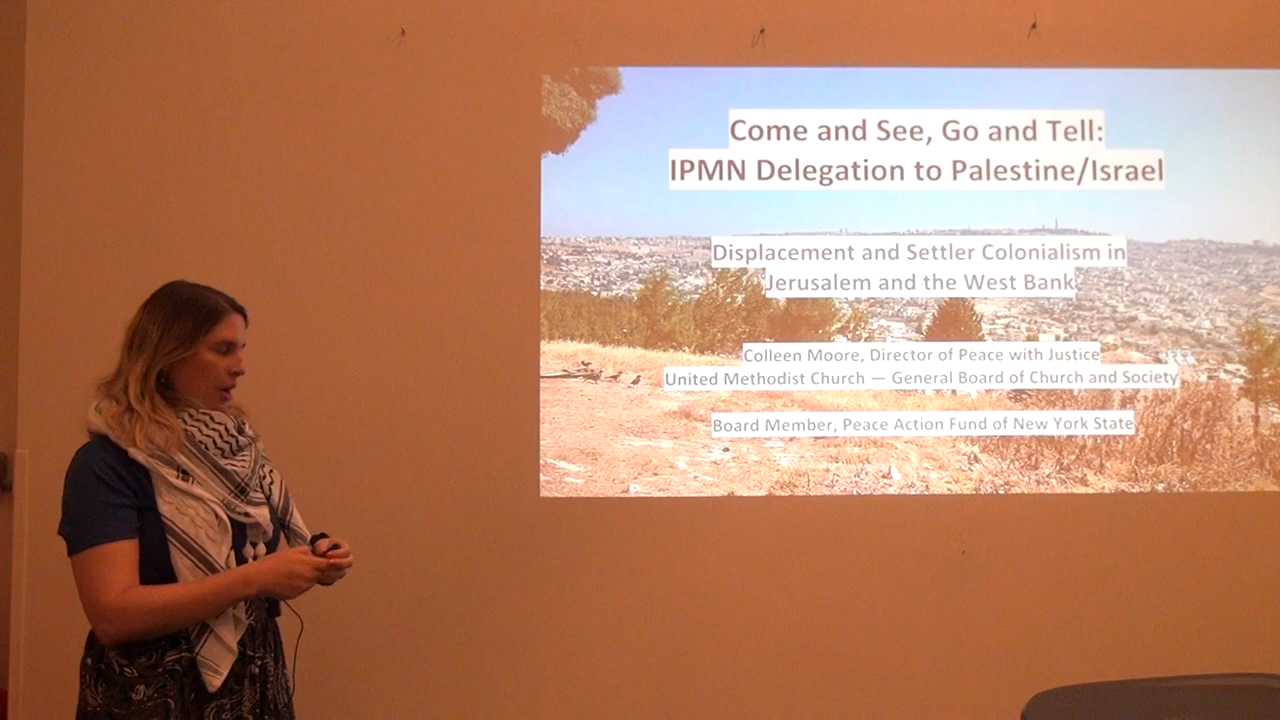 Come and See, Go and Tell:
IPMN Delegation to Palestine/Israel
Displacement and Settler Colonialism in
Jerusalem and the West Bank
Colleen Moore, Director of Peace with Justice
United Methodist Church — General Board of Church and Society
Board Member, Peace Action Fund of New York State